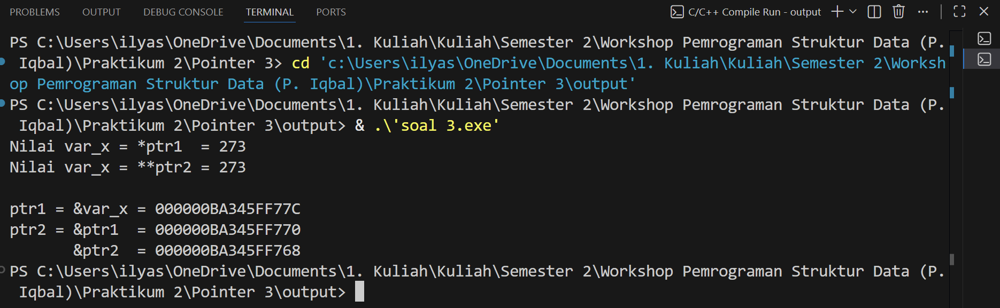 PROBLEMS OUTPUT DEBUG CONSOLE TERMINAL PORTS C/C++ Compile Run - output
PS C:\Users\ilyas\OneDrive\Documents\1. Kuliah\Kuliah\Semester 2\Workshop Pemrograman Struktur Data (P.
 Iqbal)\Praktikum 2\Pointer 3> cd 'c:\Users\ilyas\OneDrive\Documents\1. Kuliah\Kuliah\Semester 2\Worksh
op Pemrograman Struktur Data (P. Iqbal)\Praktikum 2\Pointer 3\output'
PS C:\Users\ilyas\OneDrive\Documents\1. Kuliah\Kuliah\Semester 2\Workshop Pemrograman Struktur Data (P.
 Iqbal)\Praktikum 2\Pointer 3\output> & .\'soal 3.exe'
Nilai var_x = *ptr1  = 273
Nilai var_x = **ptr2 = 273
ptr1 = &var_x = 000000BA345FF77C
ptr2 = &ptr1  = 000000BA345FF770
       &ptr2  = 000000BA345FF768
PS C:\Users\ilyas\OneDrive\Documents\1. Kuliah\Kuliah\Semester 2\Workshop Pemrograman Struktur Data (P.
 Iqbal)\Praktikum 2\Pointer 3\output>